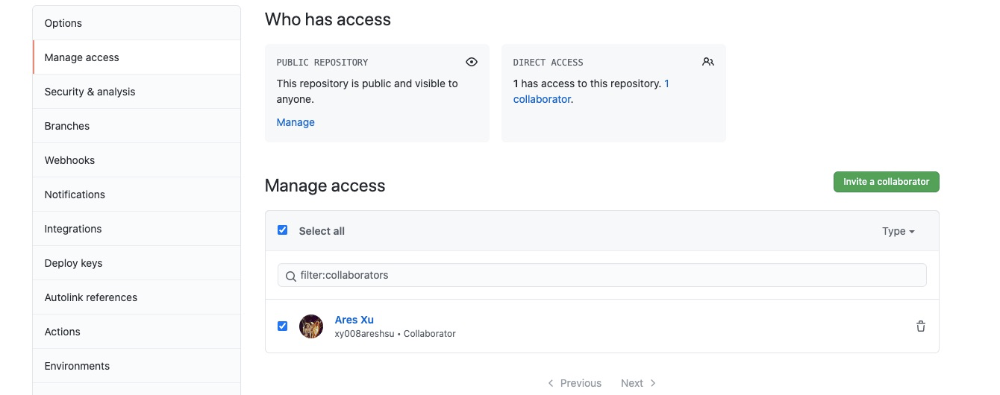 Options
Manage access
Security & analysis
Branches
Webhooks
Notifications
Integrations
Deploy keys
Autolink references
Actions
Environments
Who has access
PUBLIC REPOSITORY
This repository is public and visible to
anyone.
Manage
DIRECT ACCESS
1 has access to this repository. 1
collaborator.
Manage access
Invite a collaborator
Select all
Type
filter:collaborators
Ares Xu
xy008areshsu • Collaborator
Previous
Next